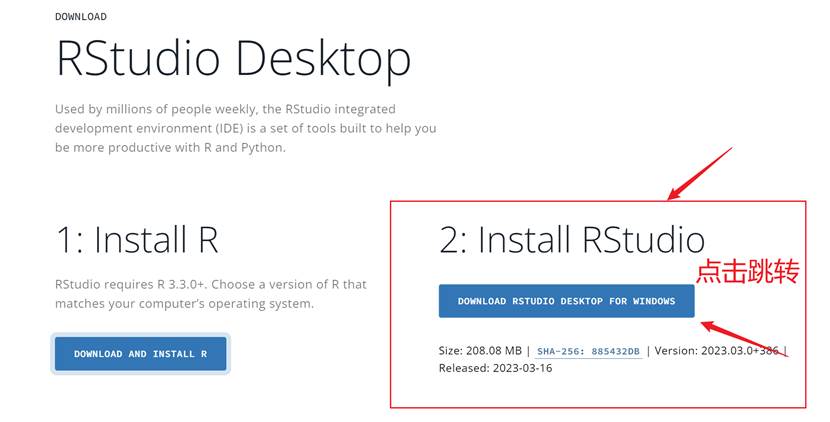 DOWNLOAD
RStudio Desktop
Used by millions of people weekly, the RStudio integrated
development environment (IDE) is a set of tools built to help you
be more productive with R and Python.
1: Install R
RStudio requires R 3.3.0+. Choose a version of R that
matches your computer's operating system.
DOWNLOAD AND INSTALL R
2: Install RStudio
点击跳转
DOWNLOAD RSTUDIO DESKTOP FOR WINDOWS
Size: 208.08 MB | SHA-256: 885432DB | Version: 2023.03.0+386 |
Released: 2023-03-16